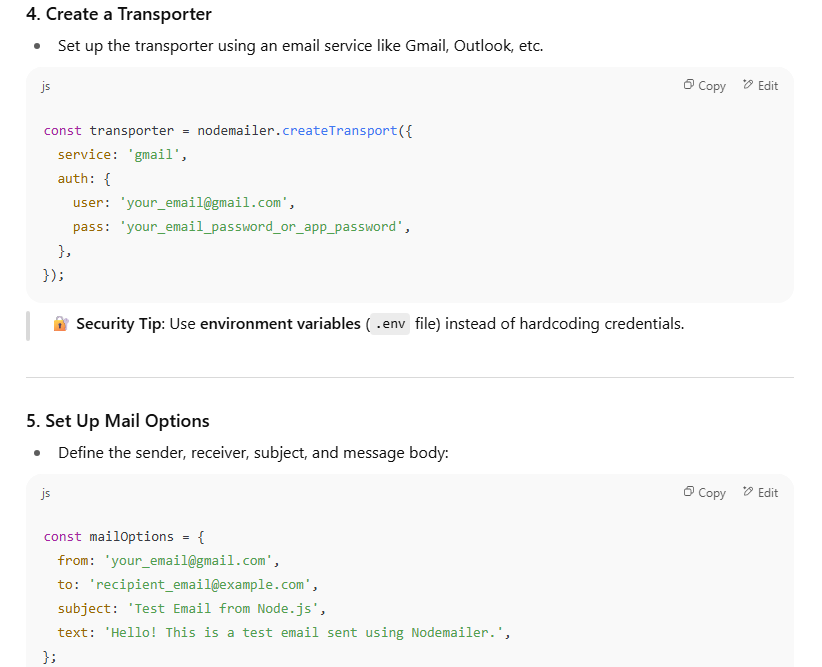 4. Create a Transporter
• Set up the transporter using an email service like Gmail, Outlook, etc.
js Copy Edit
const transporter = nodemailer.createTransport({
  service: 'gmail',
  auth: {
    user: 'your_email@gmail.com',
    pass: 'your_email_password_or_app_password',
  },
});
🔐 Security Tip: Use environment variables (.env file) instead of hardcoding credentials.
5. Set Up Mail Options
• Define the sender, receiver, subject, and message body:
js Copy Edit
const mailOptions = {
  from: 'your_email@gmail.com',
  to: 'recipient_email@example.com',
  subject: 'Test Email from Node.js',
  text: 'Hello! This is a test email sent using Nodemailer.',
};